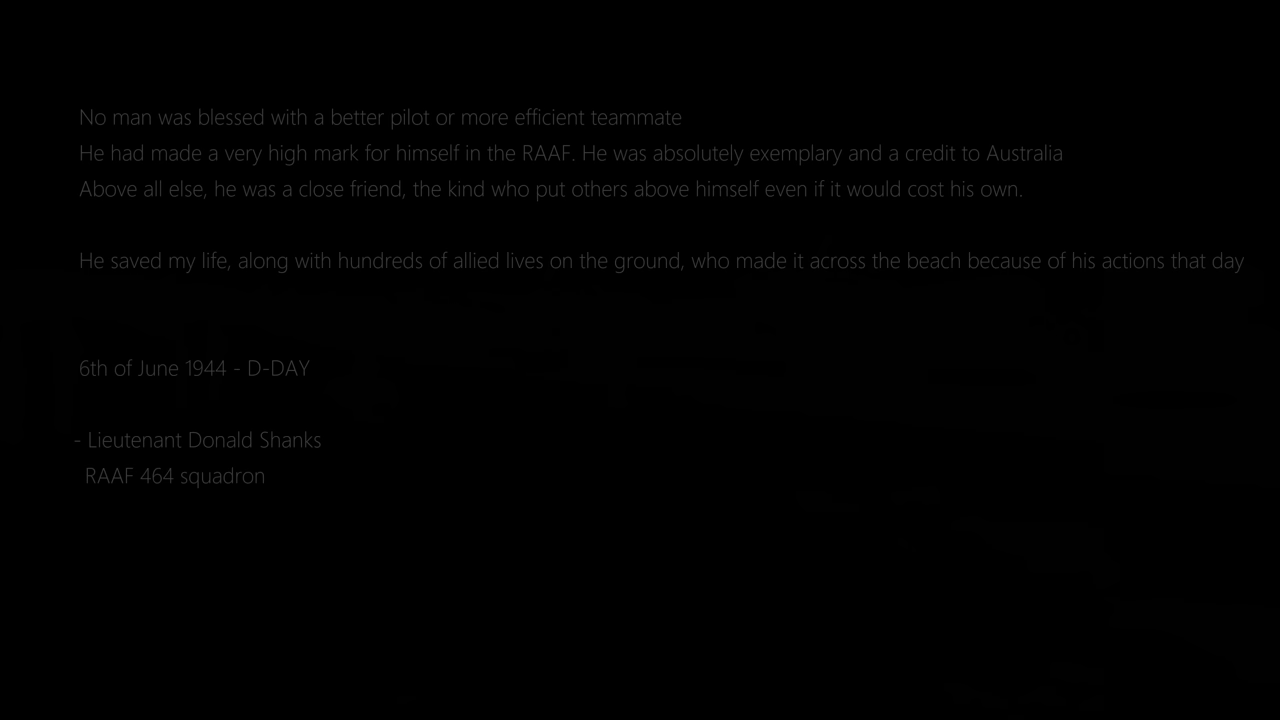 No man was blessed with a better pilot or more efficient teammate
He had made a very high mark for himself in the RAAF. He was absolutely exemplary and a credit to Australia
Above all else, he was a close friend, the kind who put others above himself even if it would cost his own.
He saved my life, along with hundreds of allied lives on the ground, who made it across the beach because of his actions that day
6th of June 1944 - D-DAY
- Lieutenant Donald Shanks
RAAF 464 squadron